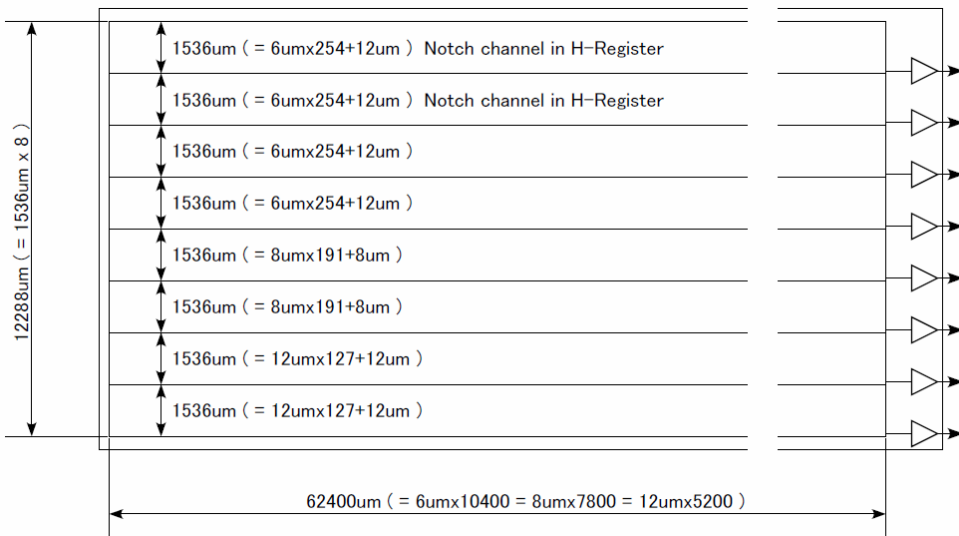 1536um ( = 6umx254+12um ) Notch channel in H-Register
1536um ( = 6umx254+12um ) Notch channel in H-Register
1536um ( = 6umx254+12um )
1536um ( = 6umx254+12um )
1536um ( = 8umx191+8um )
1536um ( = 8umx191+8um )
1536um ( = 12umx127+12um )
1536um ( = 12umx127+12um )
12288um ( = 1536um x 8 )
62400um ( = 6umx10400 = 8umx7800 = 12umx5200 )